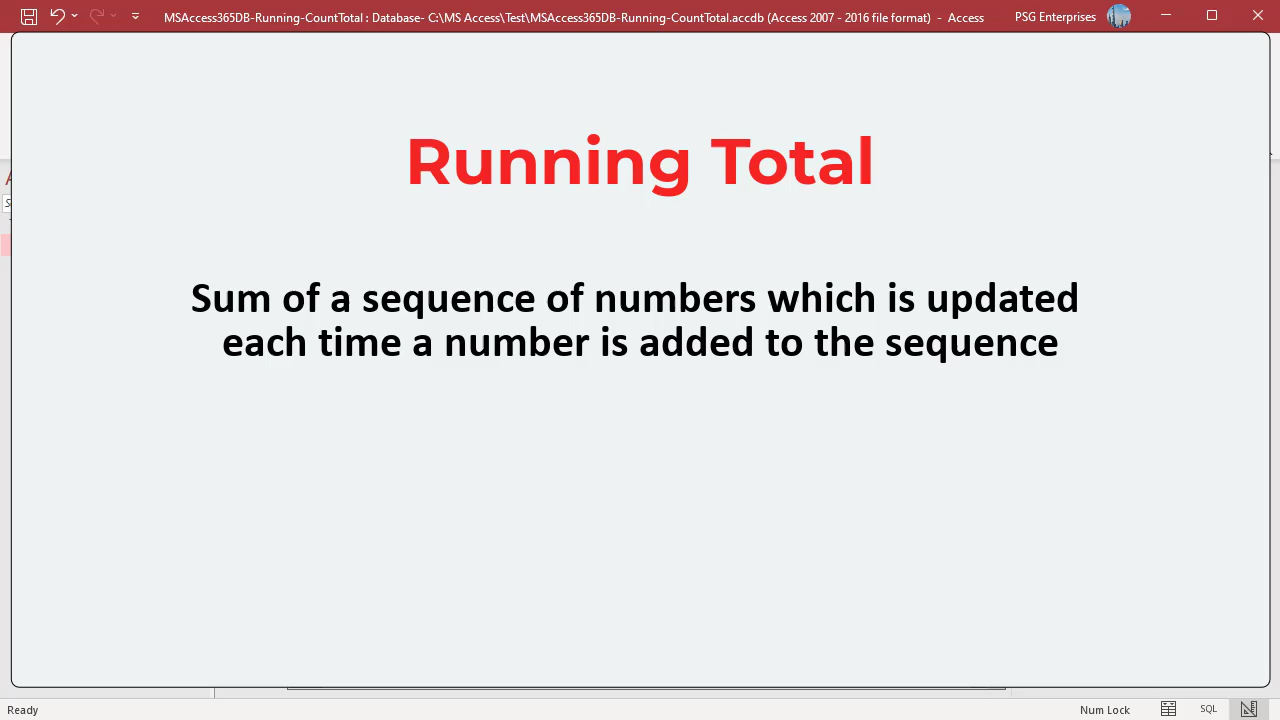 MSAccess365DB-Running-CountTotal : Database- C:\MS Access\Test\MSAccess365DB-Running-CountTotal.accdb (Access 2007 - 2016 file format) - Access
PSG Enterprises
Running Total
Sum of a sequence of numbers which is updated
each time a number is added to the sequence
Ready
Num Lock
SQL